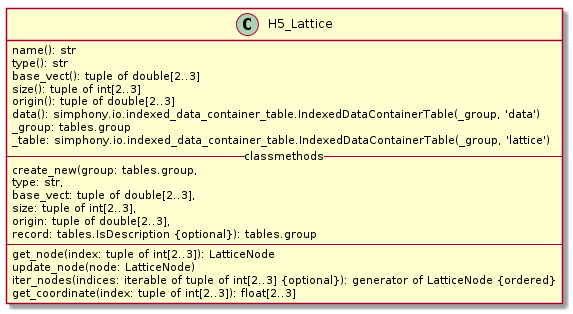 C H5_Lattice
name(): str
type(): str
base_vect(): tuple of double[2..3]
size(): tuple of int[2..3]
origin(): tuple of double[2..3]
data(): simphony.io.indexed_data_container_table.IndexedDataContainerTable(_group, 'data')
_group: tables.group
_table: simphony.io.indexed_data_container_table.IndexedDataContainerTable(_group, 'lattice')
classmethods
create_new(group: tables.group,
type: str,
base_vect: tuple of double[2..3],
size: tuple of int[2..3],
origin: tuple of double[2..3],
record: tables.IsDescription {optional}): tables.group
get_node(index: tuple of int[2..3]): LatticeNode
update_node(node: LatticeNode)
iter_nodes(indices: iterable of tuple of int[2..3] {optional}): generator of LatticeNode {ordered}
get_coordinate(index: tuple of int[2..3]): float[2..3]